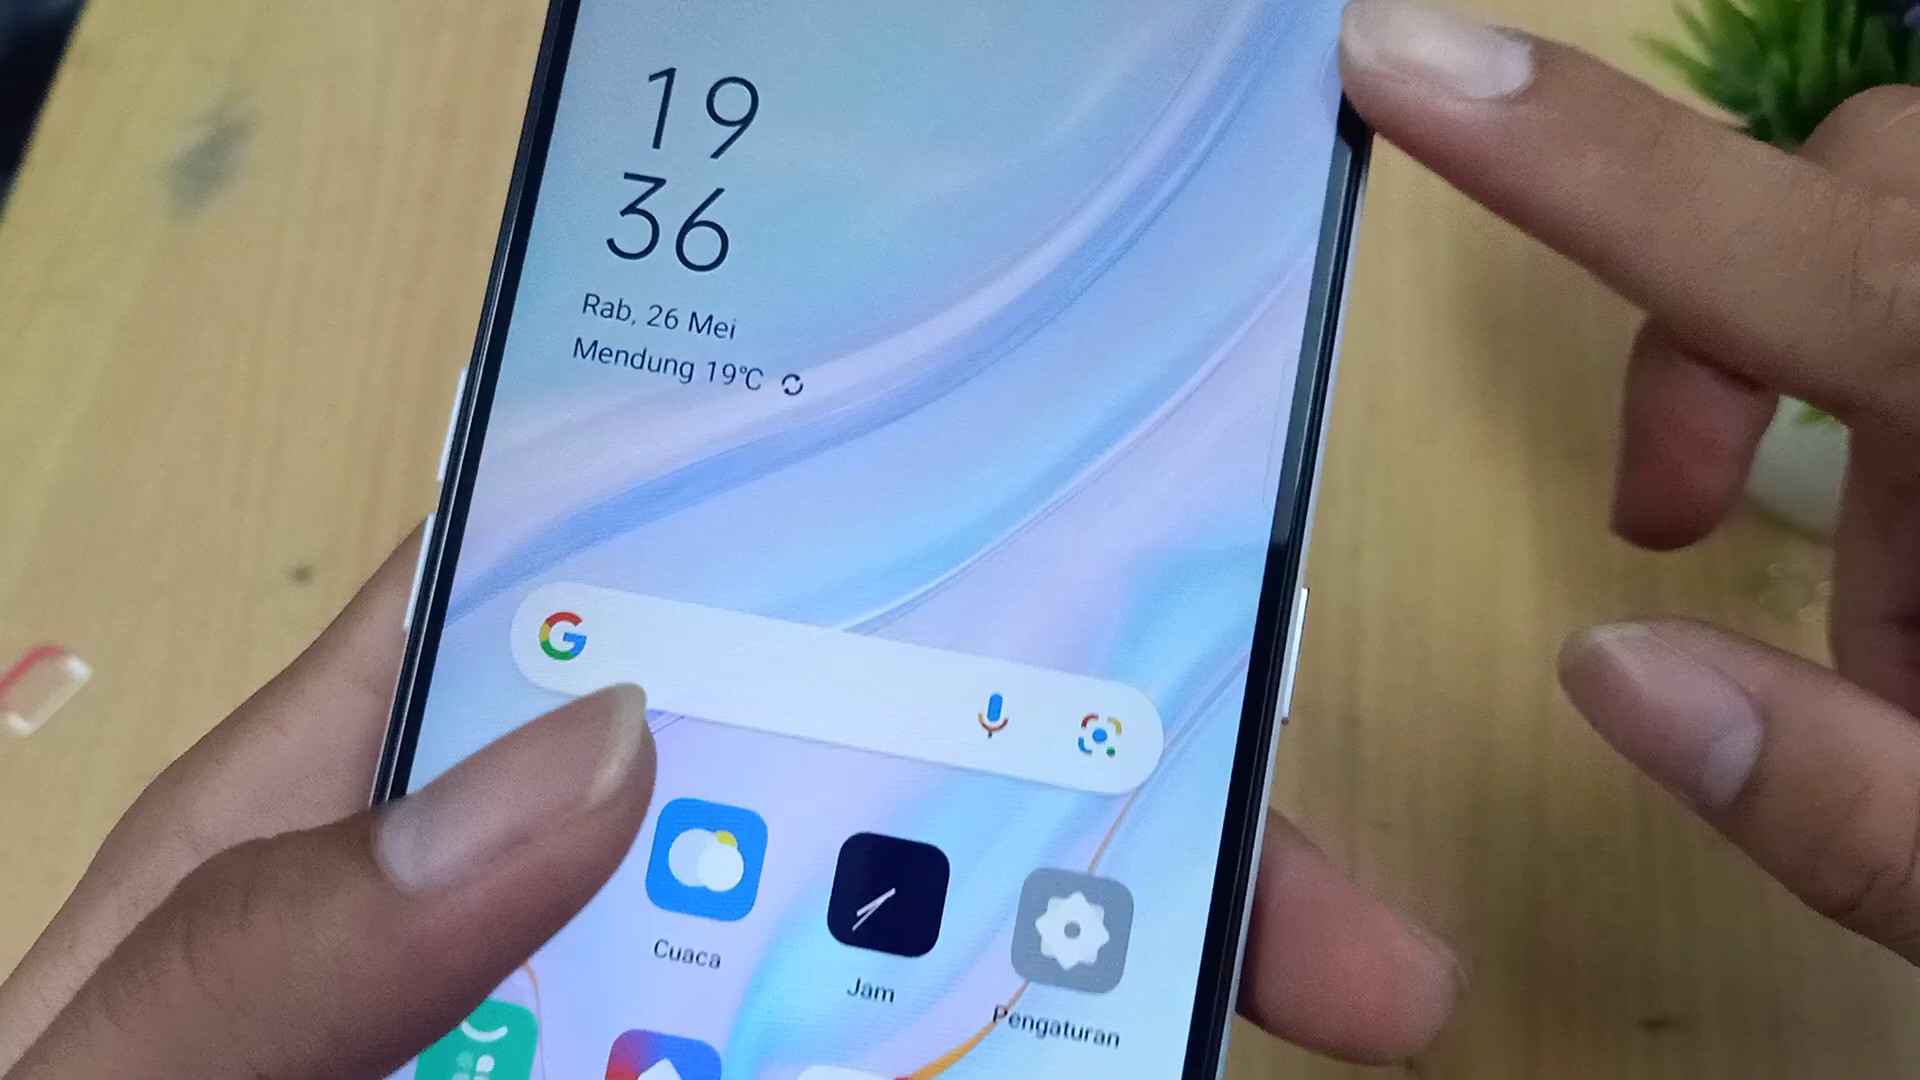 19
36
Rab, 26 Mei
Mendung 19°C
G
Cuaca
Jam
Pengaturan